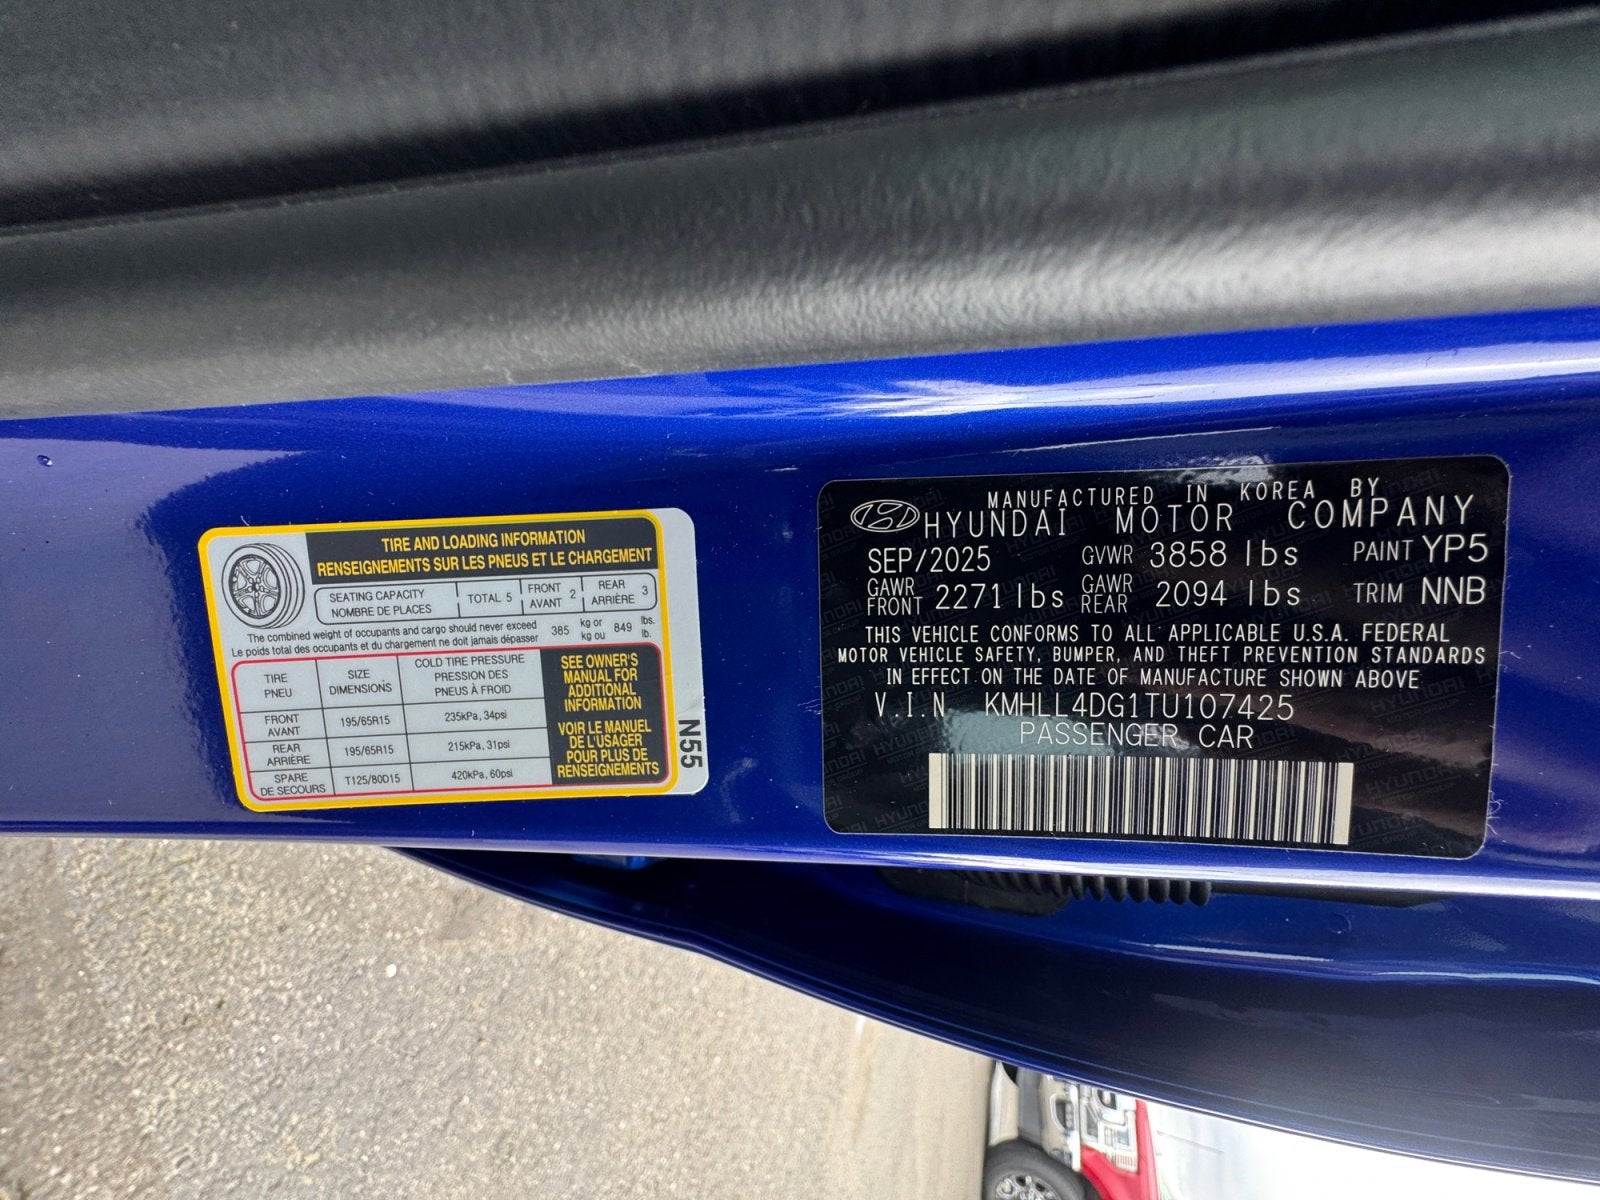 TIRE AND LOADING INFORMATION
RENSEIGNEMENTS SUR LES PNEUS ET LE CHARGEMENT
SEATING CAPACITY
NOMBRE DE PLACES
TOTAL 5
FRONT
AVANT 2
REAR
ARRIÈRE 3
The combined weight of occupants and cargo should never exceed
Le poids total des occupants et du chargement ne doit jamais dépasser
385 kg or
kg ou 849 lbs.
lb.
TIRE
PNEU
SIZE
DIMENSIONS
COLD TIRE PRESSURE
PRESSION DES
PNEUS À FROID
FRONT
AVANT
195/65R15
235kPa, 34psi
REAR
ARRIÈRE
195/65R15
215kPa, 31psi
SPARE
DE SECOURS
T125/80D15
420kPa, 60psi
SEE OWNER'S
MANUAL FOR
ADDITIONAL
INFORMATION
VOIR LE MANUEL
DE L'USAGER
POUR PLUS DE
RENSEIGNEMENTS
N55
MANUFACTURED IN KOREA BY
HYUNDAI MOTOR COMPANY
SEP/2025 GVWR 3858 lbs PAINT YP5
GAWR
FRONT 2271 lbs GAWR
REAR 2094 lbs TRIM NNB
THIS VEHICLE CONFORMS TO ALL APPLICABLE U.S.A. FEDERAL
MOTOR VEHICLE SAFETY, BUMPER, AND THEFT PREVENTION STANDARDS
IN EFFECT ON THE DATE OF MANUFACTURE SHOWN ABOVE
V.I.N KMHLL4DG1TU107425
PASSENGER CAR